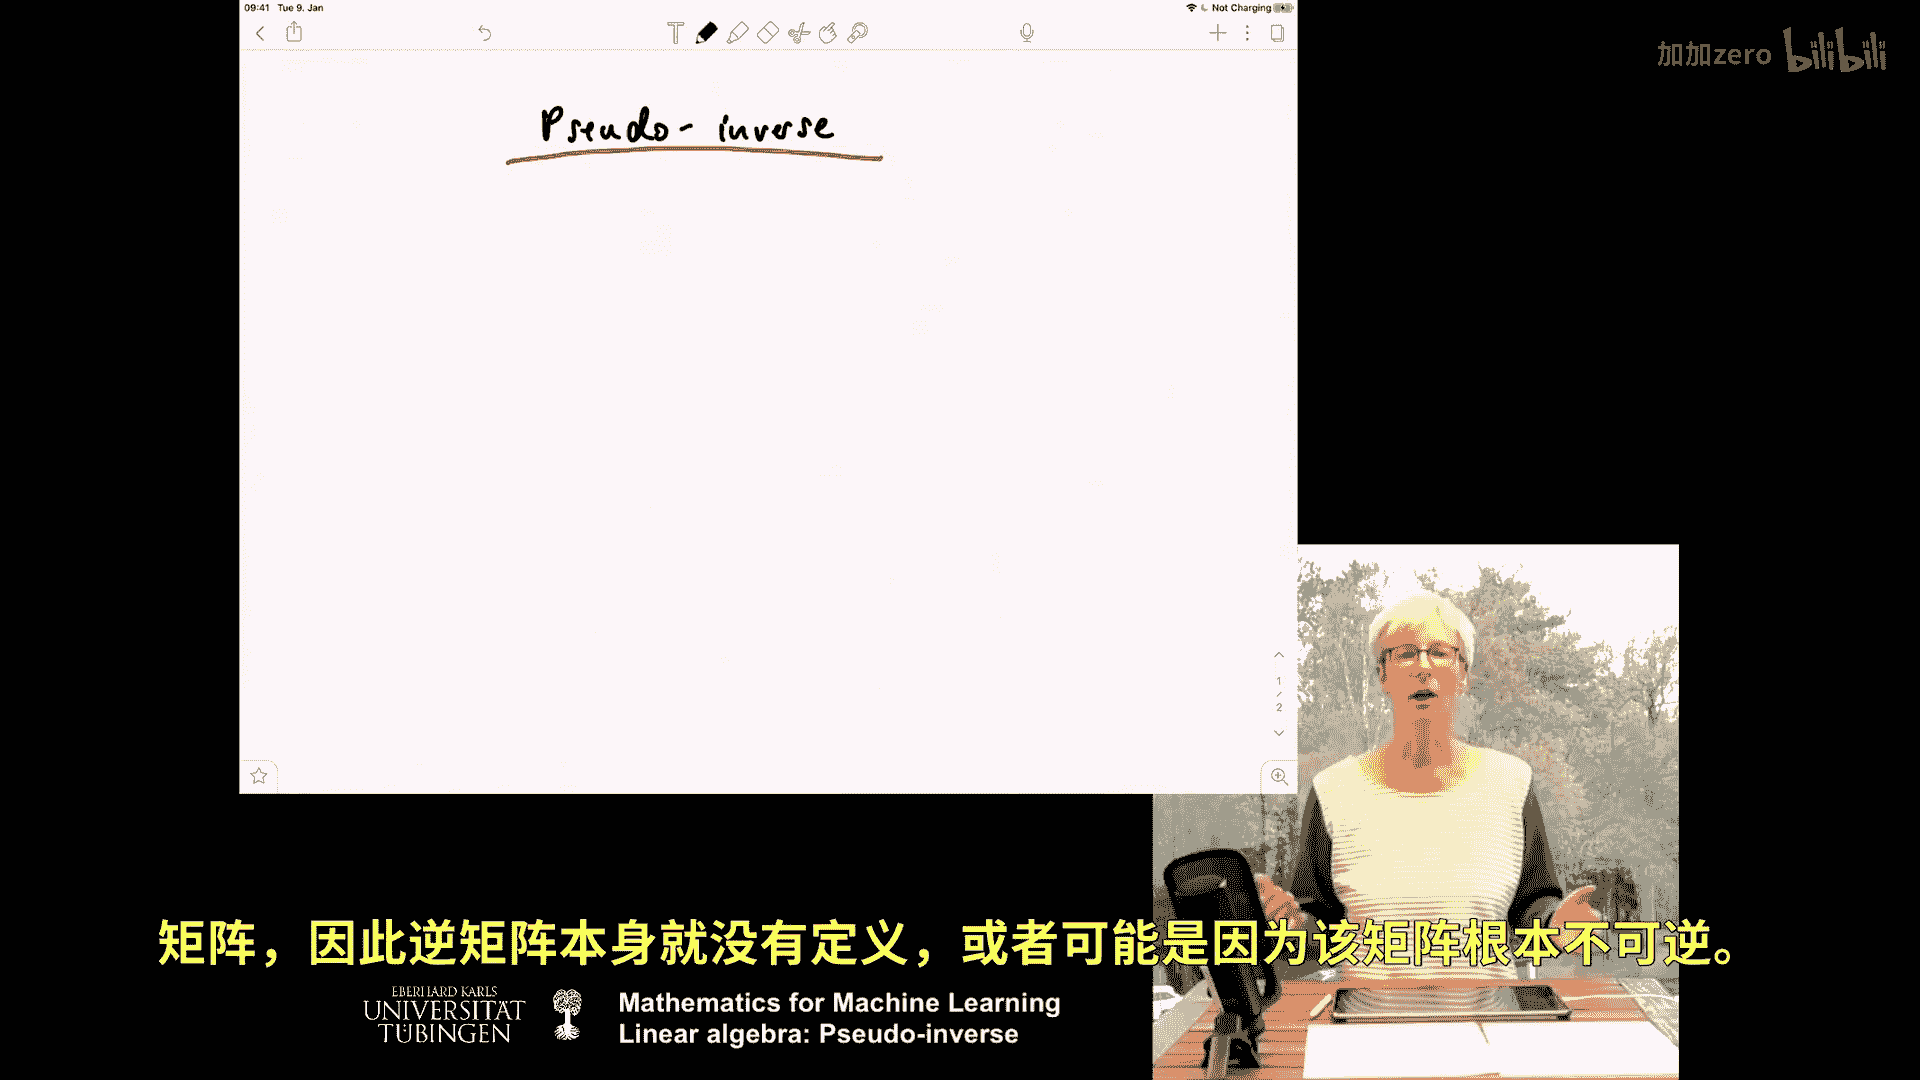 09:41 Tue 9. Jan
Not Charging
加加zero bilibili
T
Pseudo- inverse
1
/
2
矩阵，因此逆矩阵本身就没有定义，或者可能是因为该矩阵根本不可逆。
EBERHARD KARLS
UNIVERSITÄT
TÜBINGEN
Mathematics for Machine Learning
Linear algebra: Pseudo-inverse